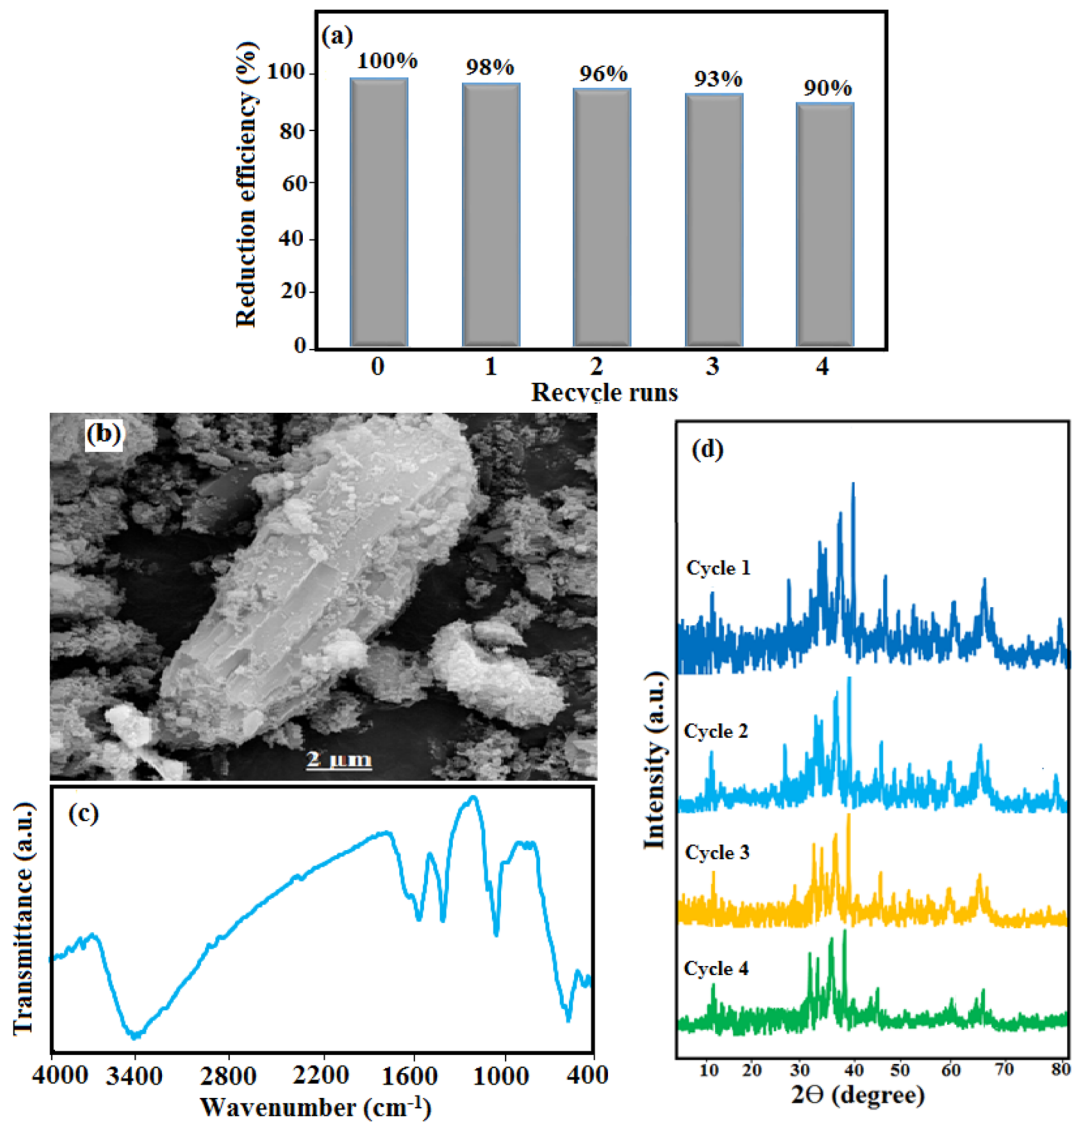 (a)
Reduction efficiency (%)
100
80
60
40
20
0
100%
98%
96%
93%
90%
0
1
2
3
4
Recycle runs
(b)
2 μm
(c)
Transmittance (a.u.)
4000
3400
2800
2200
1600
1000
400
Wavenumber (cm-1)
(d)
Intensity (a.u.)
Cycle 1
Cycle 2
Cycle 3
Cycle 4
10
20
30
40
50
60
70
80
2Ө (degree)